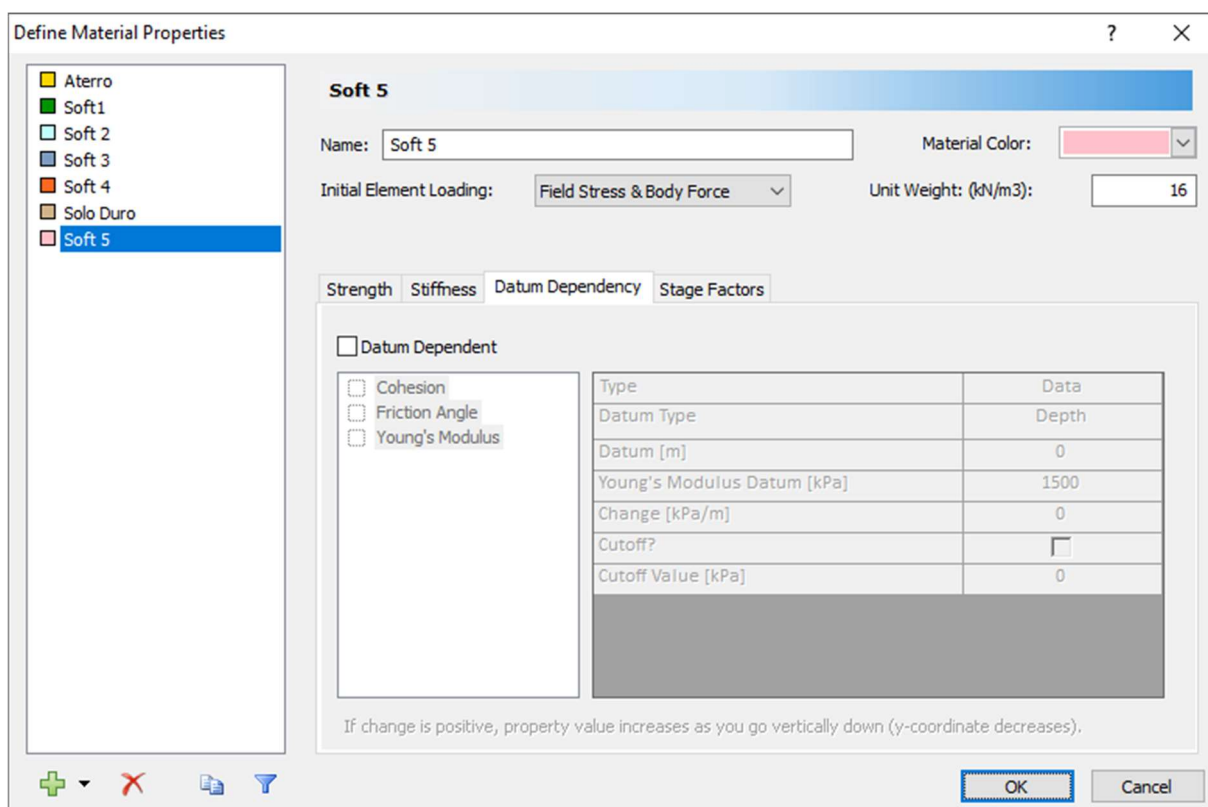 Define Material Properties
?
Aterro
Soft1
Soft 2
Soft 3
Soft 4
Solo Duro
Soft 5
Soft 5
Name: Soft 5 Material Color:
Initial Element Loading: Field Stress & Body Force Unit Weight: (kN/m3): 16
Strength Stiffness Datum Dependency Stage Factors
Datum Dependent
Cohesion
Friction Angle
Young's Modulus
Type Data
Datum Type Depth
Datum [m] 0
Young's Modulus Datum [kPa] 1500
Change [kPa/m] 0
Cutoff?
Cutoff Value [kPa] 0
If change is positive, property value increases as you go vertically down (y-coordinate decreases).
OK Cancel